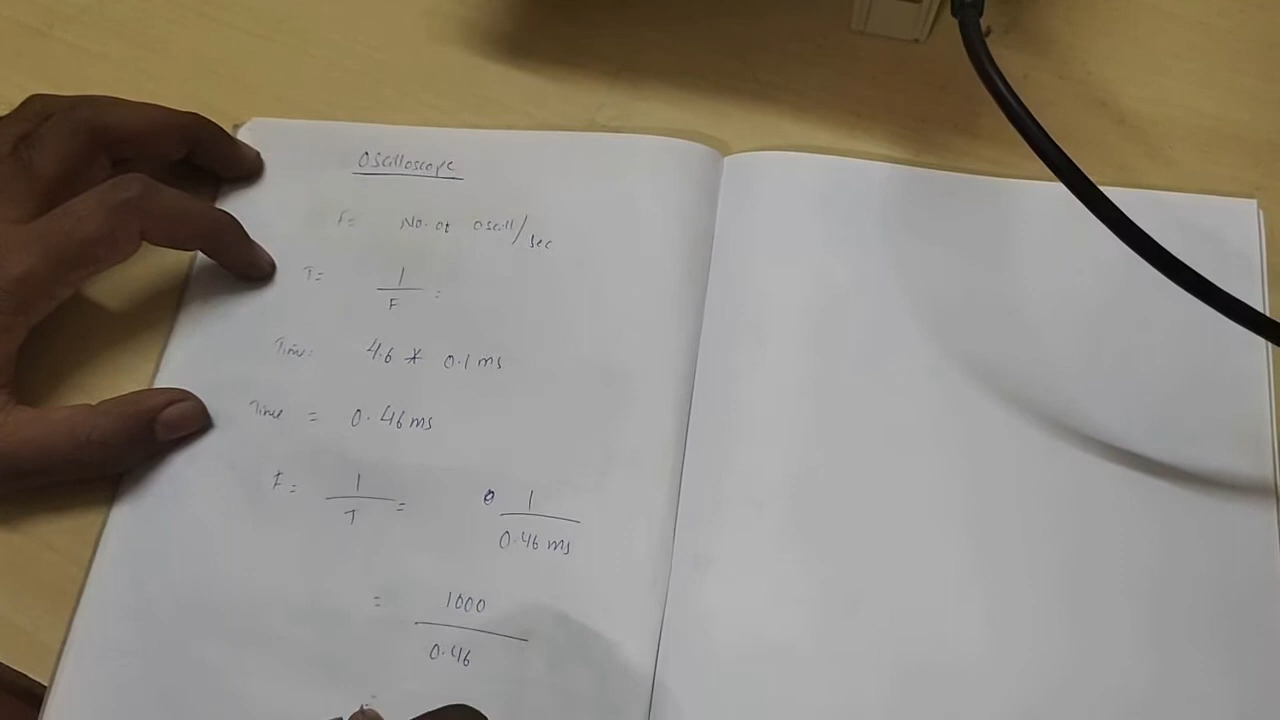 Oscilloscope
F= No. of oscill/sec
T= 1/F =
Time: 4.6 * 0.1 ms
Time = 0.46 ms
F = 1/T = 1/0.46 ms
= 1000/0.46